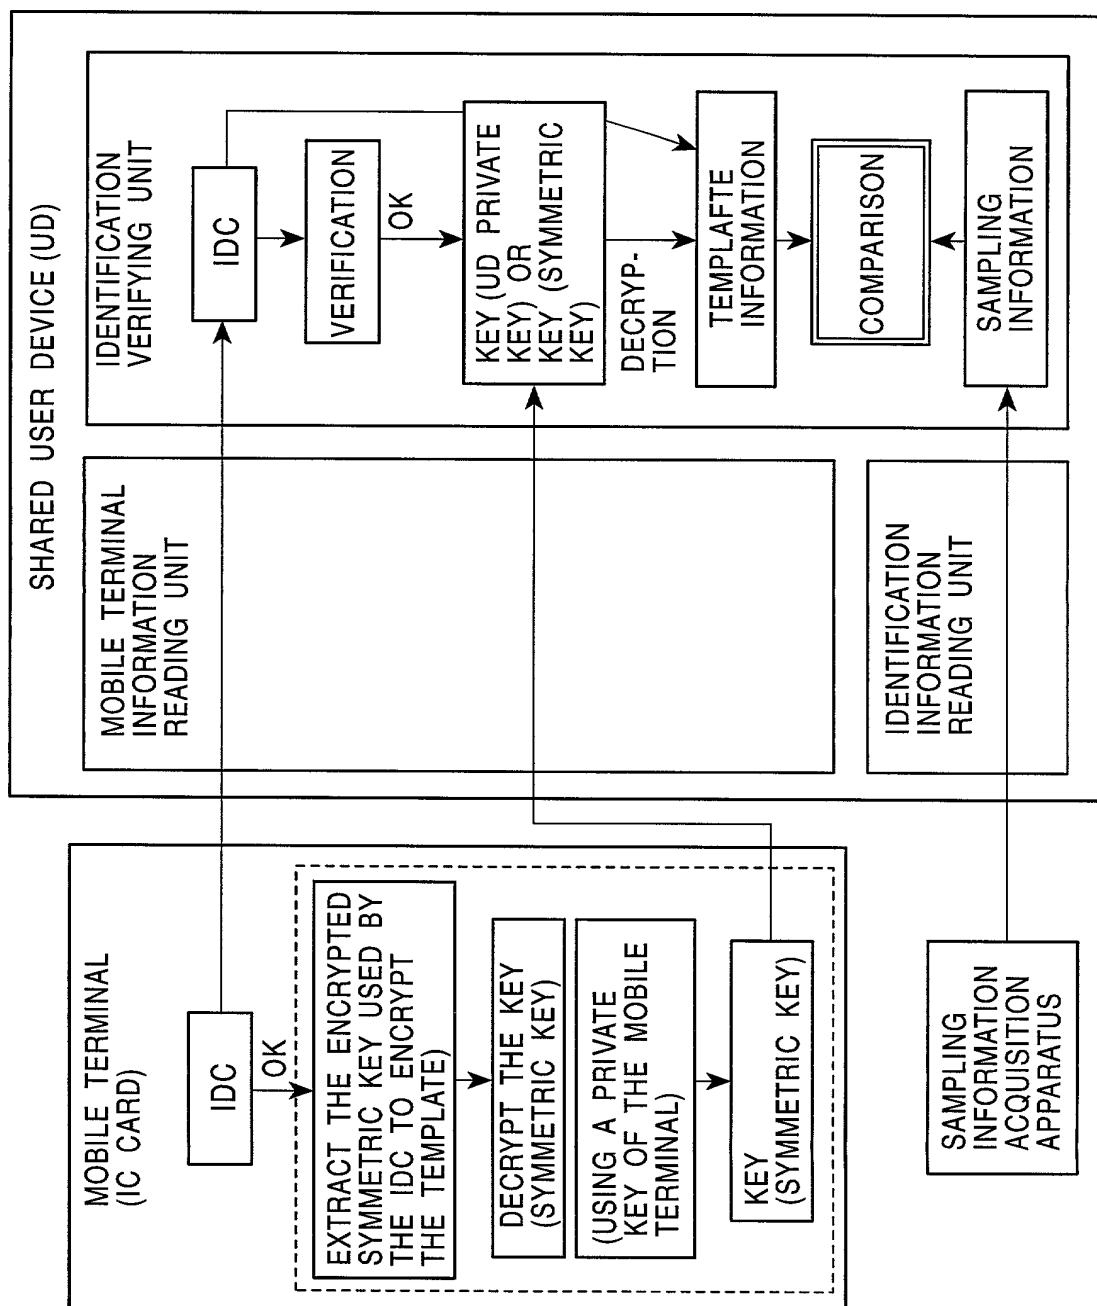 SHARED USER DEVICE (UD)
MOBILE TERMINAL
(IC CARD)
IDC
OK
EXTRACT THE ENCRYPTED
SYMMETRIC KEY USED BY
THE IDC TO ENCRYPT
THE TEMPLATE)
DECRYPT THE KEY
(SYMMETRIC KEY)
(USING A PRIVATE
KEY OF THE MOBILE
TERMINAL)
KEY
(SYMMETRIC KEY)
SAMPLING
INFORMATION
ACQUISITION
APPARATUS
MOBILE TERMINAL
INFORMATION
READING UNIT
IDENTIFICATION
INFORMATION
READING UNIT
IDENTIFICATION
VERIFYING UNIT
IDC
VERIFICATION
OK
KEY (UD PRIVATE
KEY) OR
KEY (SYMMETRIC
KEY)
DECRYP-
TION
TEMPLAFTE
INFORMATION
COMPARISON
SAMPLING
INFORMATION